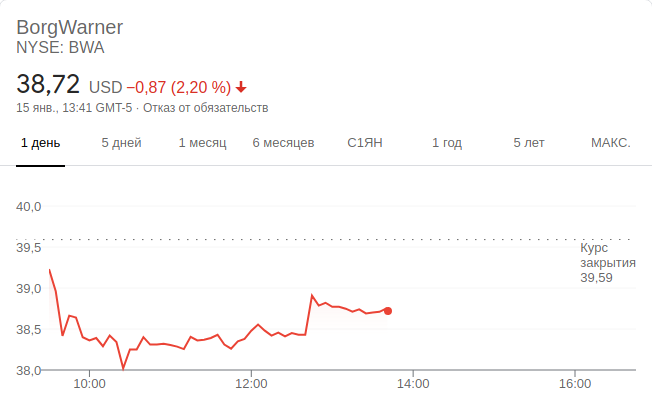 BorgWarner
NYSE: BWA
38,72 USD −0,87 (2,20 %)
15 янв., 13:41 GMT-5 · Отказ от обязательств
1 день 5 дней 1 месяц 6 месяцев С1ЯН 1 год 5 лет МАКС.
40,0
39,5
Курс
закрытия
39,59
39,0
38,5
38,0
10:00 12:00 14:00 16:00